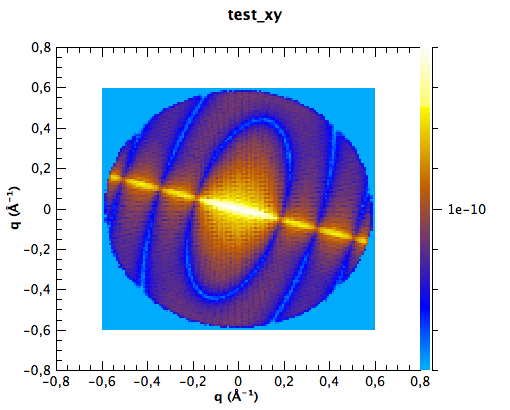 test_xy
0,8
0,6
0,4
0,2
0
-0,2
-0,4
-0,6
-0,8
q (Å⁻¹)
-0,8 -0,6 -0,4 -0,2 0 0,2 0,4 0,6 0,8
q (Å⁻¹)
1e-10